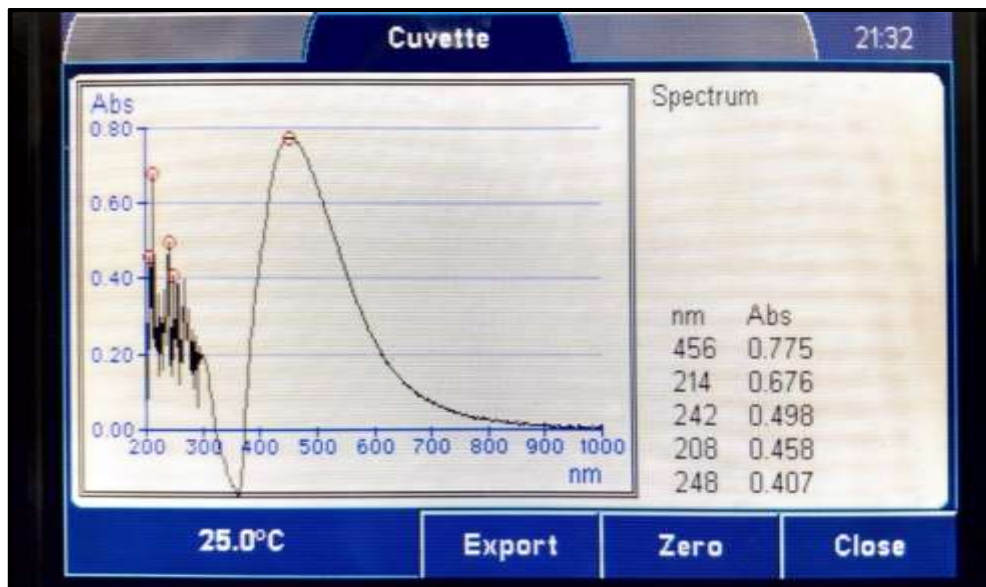 Cuvette
21:32
Abs
0.80
0.60
0.40
0.20
0.00
200 300 400 500 600 700 800 900 1000
nm
Spectrum
nm Abs
456 0.775
214 0.676
242 0.498
208 0.458
248 0.407
25.0°C
Export
Zero
Close